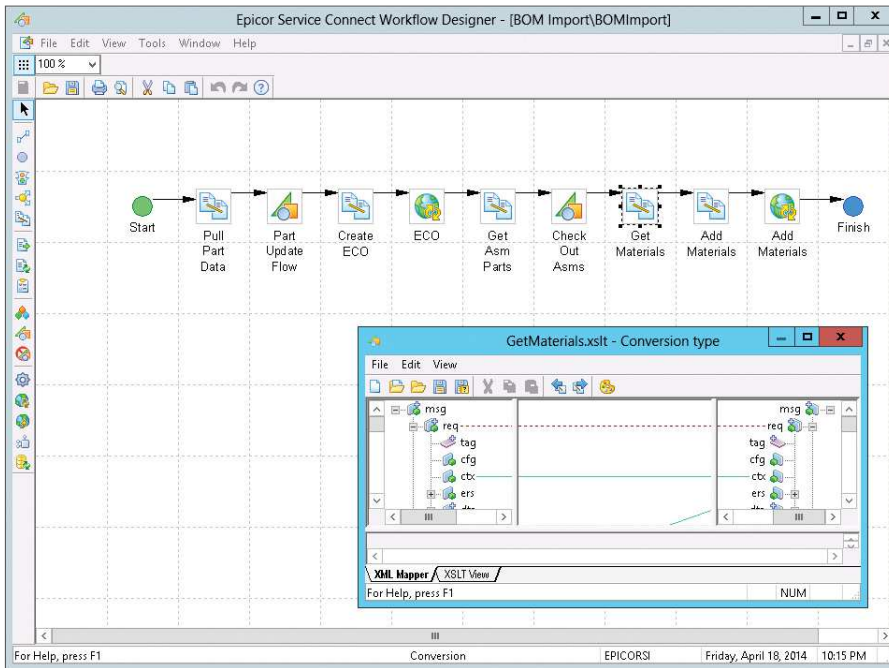 Epicor Service Connect Workflow Designer - [BOM Import\BOMImport]
File Edit View Tools Window Help
100 %
Start
Pull Part Data
Part Update Flow
Create ECO
ECO
Get Asm Parts
Check Out Asms
Get Materials
Add Materials
Add Materials
Finish
GetMaterials.xslt - Conversion type
File Edit View
msg
req
tag
cfg
ctx
ers
msg
req
tag
cfg
ctx
ers
XML Mapper XSLT View
For Help, press F1 NUM
For Help, press F1 Conversion EPICORSI Friday, April 18, 2014 10:15 PM